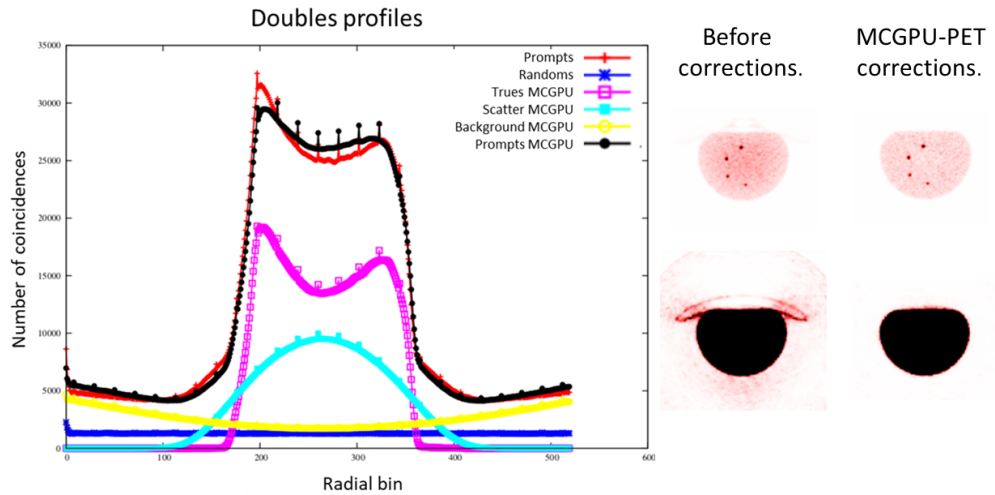 Doubles profiles
Before
corrections.
MCGPU-PET
corrections.
Prompts
Randoms
Trues MCGPU
Scatter MCGPU
Background MCGPU
Prompts MCGPU
35000
30000
25000
20000
15000
10000
5000
0
0
100
200
300
400
500
600
Number of coincidences
Radial bin